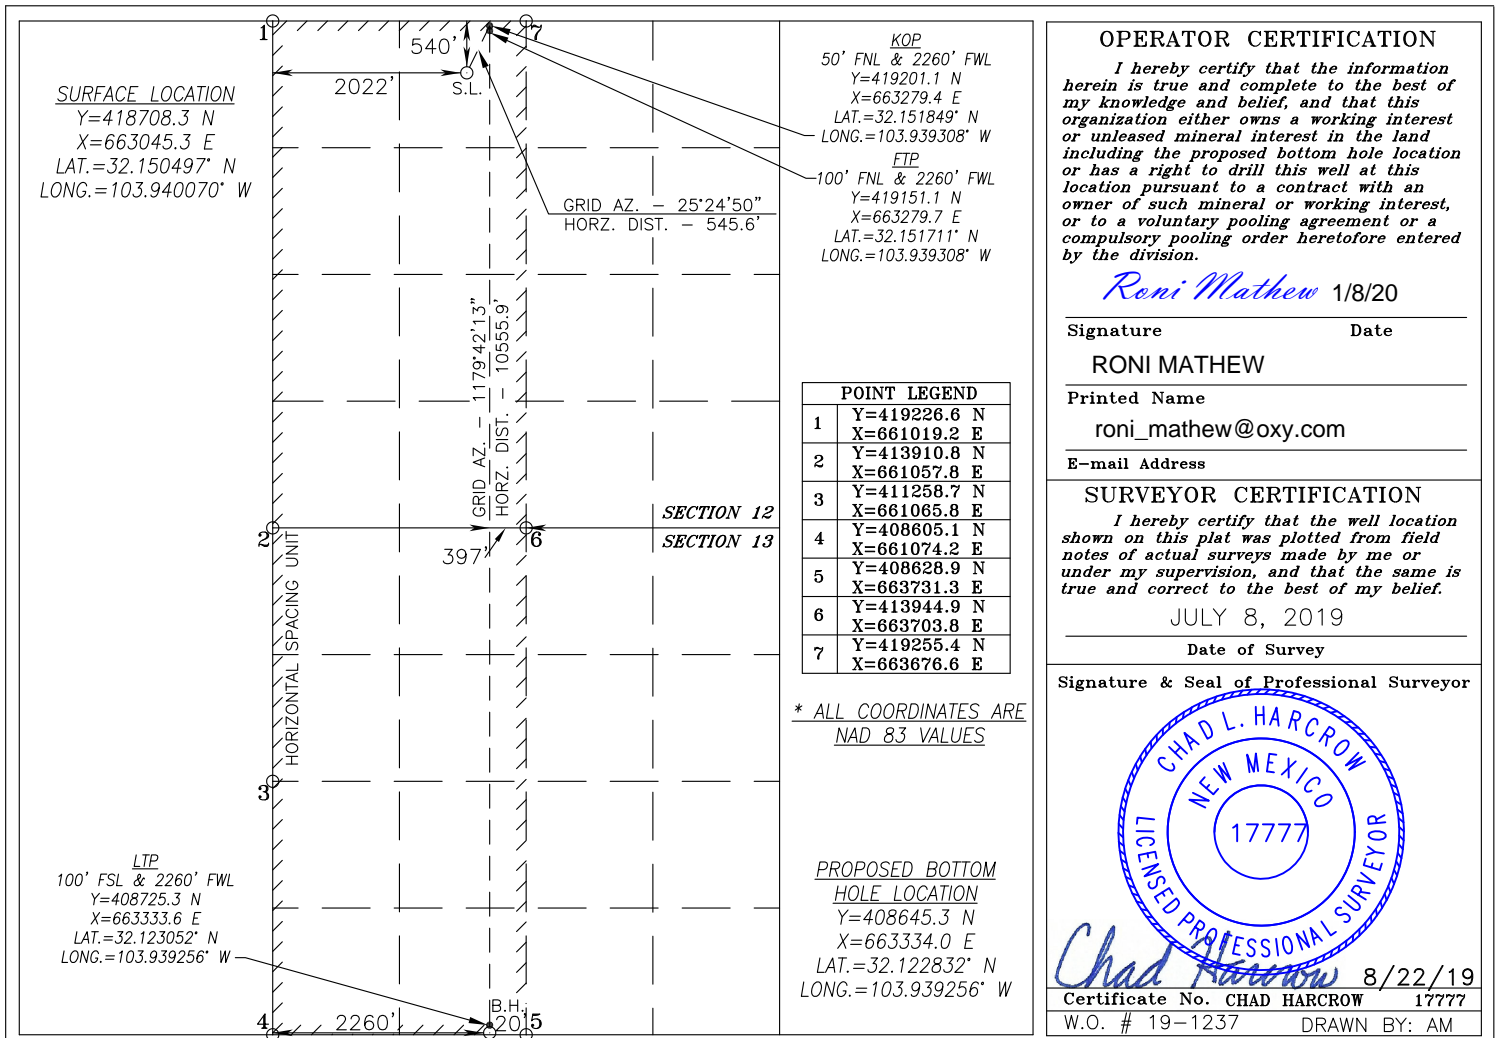 1
7
540'
2022'
S.L.
SURFACE LOCATION
Y=418708.3 N
X=663045.3 E
LAT.=32.150497° N
LONG.=103.940070° W
KOP
50' FNL & 2260' FWL
Y=419201.1 N
X=663279.4 E
LAT.=32.151849° N
LONG.=103.939308° W
FTP
100' FNL & 2260' FWL
Y=419151.1 N
X=663279.7 E
LAT.=32.151711° N
LONG.=103.939308° W
GRID AZ. – 25°24'50"
HORZ. DIST. – 545.6'
GRID AZ. – 1179°42'13"
HORZ. DIST. – 10555.9'
SECTION 12
SECTION 13
2
397'
6
HORIZONTAL SPACING UNIT
3
POINT LEGEND
1 Y=419226.6 N
X=661019.2 E
2 Y=413910.8 N
X=661057.8 E
3 Y=411258.7 N
X=661065.8 E
4 Y=408605.1 N
X=661074.2 E
5 Y=408628.9 N
X=663731.3 E
6 Y=413944.9 N
X=663703.8 E
7 Y=419255.4 N
X=663676.6 E
* ALL COORDINATES ARE
NAD 83 VALUES
LTP
100' FSL & 2260' FWL
Y=408725.3 N
X=663333.6 E
LAT.=32.123052° N
LONG.=103.939256° W
PROPOSED BOTTOM
HOLE LOCATION
Y=408645.3 N
X=663334.0 E
LAT.=32.122832° N
LONG.=103.939256° W
4
2260'
B.H.
20'
5
OPERATOR CERTIFICATION
I hereby certify that the information
herein is true and complete to the best of
my knowledge and belief, and that this
organization either owns a working interest
or unleased mineral interest in the land
including the proposed bottom hole location
or has a right to drill this well at this
location pursuant to a contract with an
owner of such mineral or working interest,
or to a voluntary pooling agreement or a
compulsory pooling order heretofore entered
by the division.
Roni Mathew 1/8/20
Signature Date
RONI MATHEW
Printed Name
roni_mathew@oxy.com
E-mail Address
SURVEYOR CERTIFICATION
I hereby certify that the well location
shown on this plat was plotted from field
notes of actual surveys made by me or
under my supervision, and that the same is
true and correct to the best of my belief.
JULY 8, 2019
Date of Survey
Signature & Seal of Professional Surveyor
CHAD L. HARCROW
NEW MEXICO
17777
LICENSED PROFESSIONAL SURVEYOR
Chad Harcrow 8/22/19
Certificate No. CHAD HARCROW 17777
W.O. # 19-1237 DRAWN BY: AM